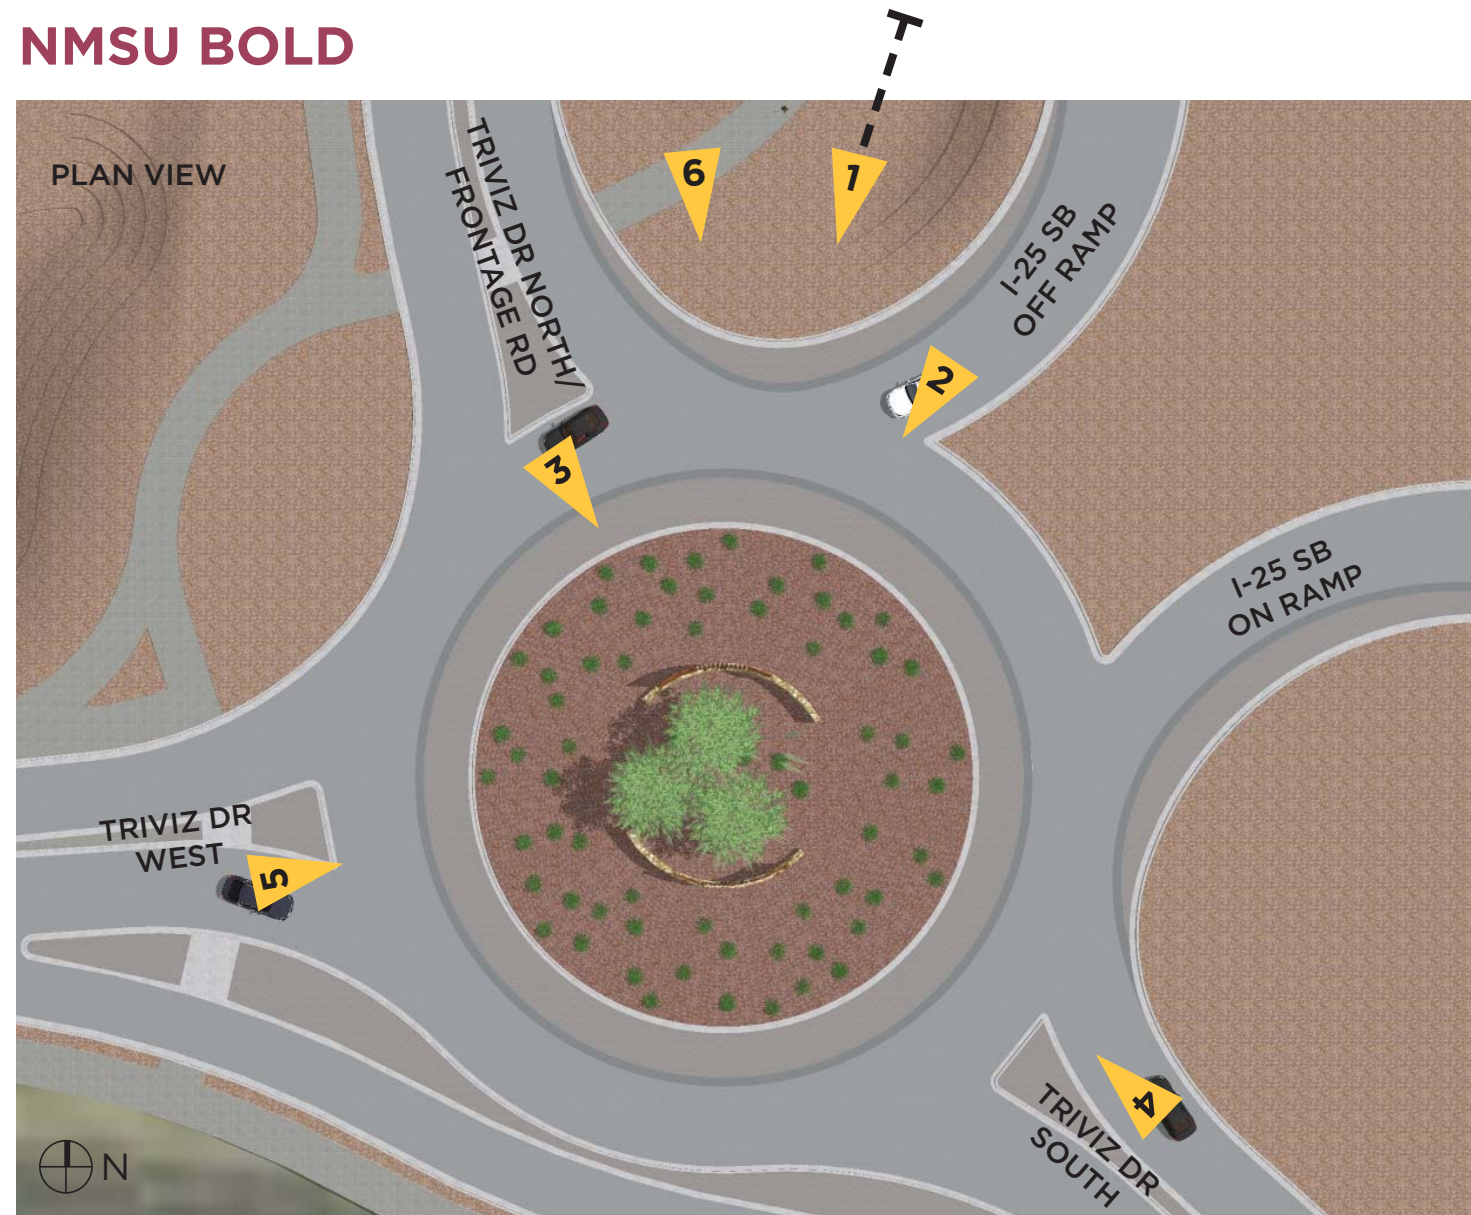 NMSU BOLD
PLAN VIEW
6
1
TRIVIZ DR NORTH/
FRONTAGE RD
I-25 SB
OFF RAMP
2
3
I-25 SB
ON RAMP
TRIVIZ DR
WEST
5
4
TRIVIZ DR
SOUTH
N